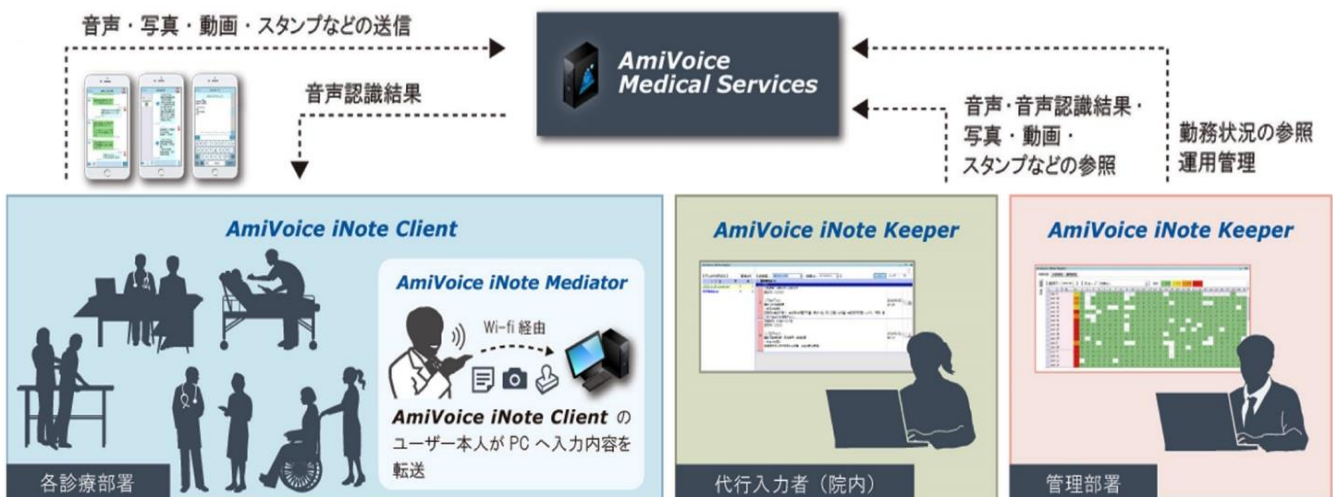 音声・写真・動画・スタンプなどの送信
音声認識結果
AmiVoice
Medical Services
音声・音声認識結果・
写真・動画・
スタンプなどの参照
勤務状況の参照
運用管理
AmiVoice iNote Client
AmiVoice iNote Mediator
Wi-fi 経由
AmiVoice iNote Client の
ユーザー本人が PC へ入力内容を
転送
各診療部署
AmiVoice iNote Keeper
代行入力者（院内）
AmiVoice iNote Keeper
管理部署